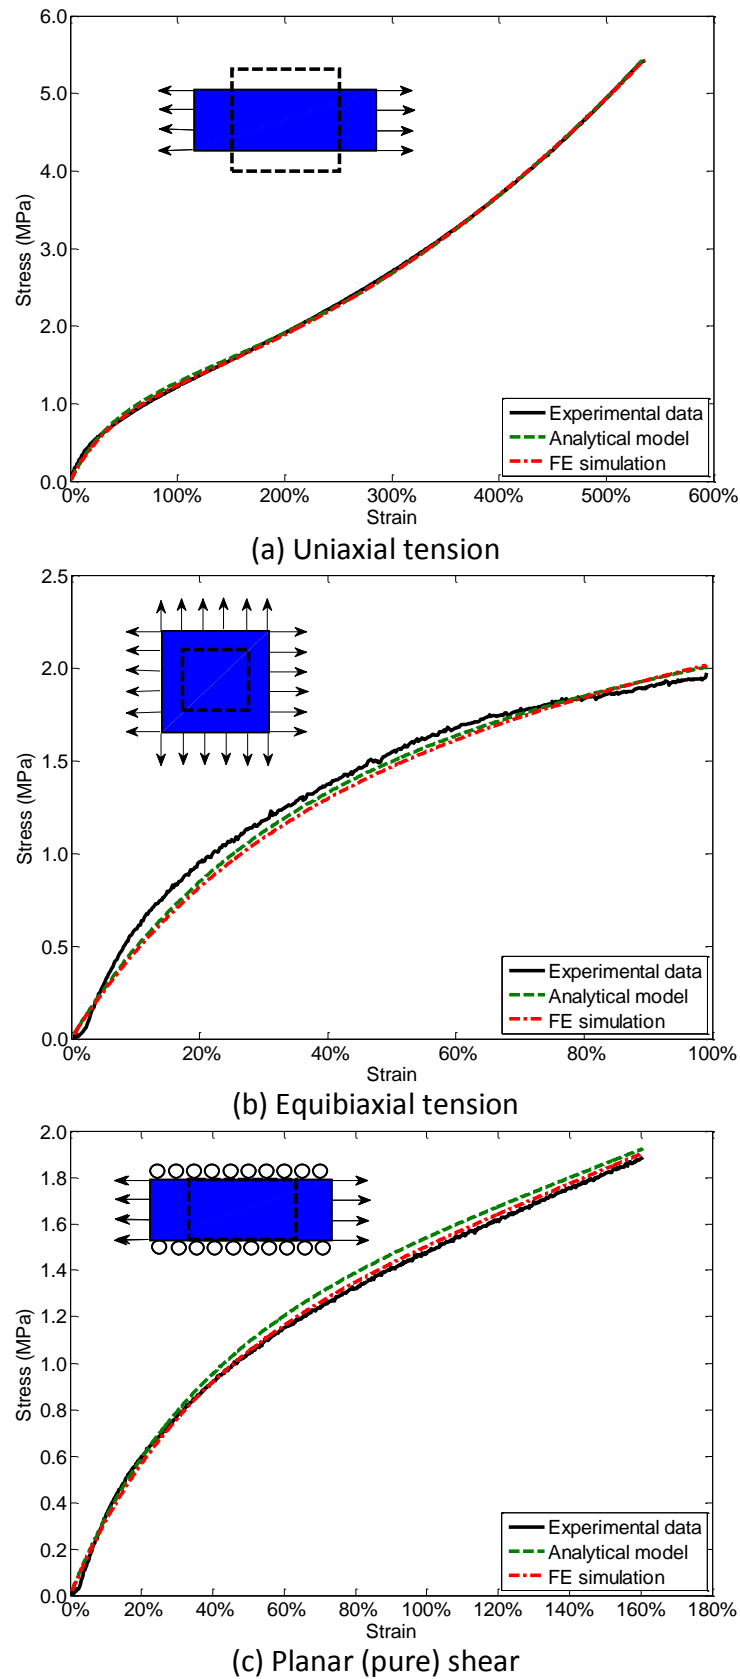 6.0
5.0
4.0
3.0
2.0
1.0
0.0
Stress (MPa)
Experimental data
Analytical model
FE simulation
0% 100% 200% 300% 400% 500% 600%
Strain
(a) Uniaxial tension
2.5
2.0
1.5
1.0
0.5
0.0
Stress (MPa)
Experimental data
Analytical model
FE simulation
0% 20% 40% 60% 80% 100%
Strain
(b) Equibiaxial tension
2.0
1.8
1.6
1.4
1.2
1.0
0.8
0.6
0.4
0.2
0.0
Stress (MPa)
Experimental data
Analytical model
FE simulation
0% 20% 40% 60% 80% 100% 120% 140% 160% 180%
Strain
(c) Planar (pure) shear